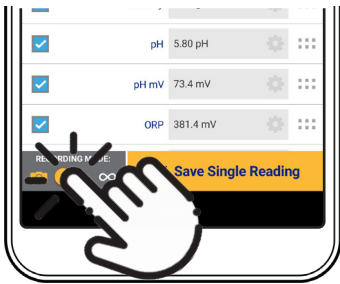 pH 5.80 pH
pH mV 73.4 mV
ORP 381.4 mV
RECORDING MODE:
Save Single Reading